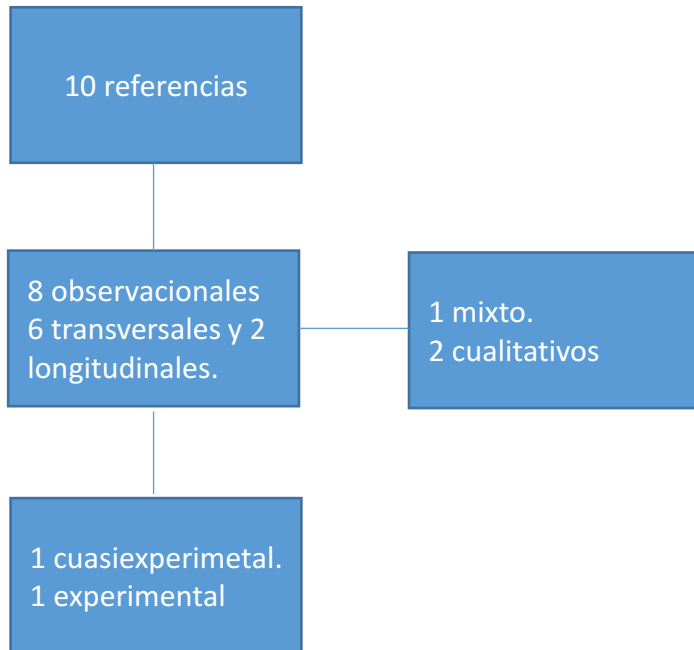 10 referencias
8 observacionales
6 transversales y 2
longitudinales.
1 mixto.
2 cualitativos
1 cuasiexperimetal.
1 experimental